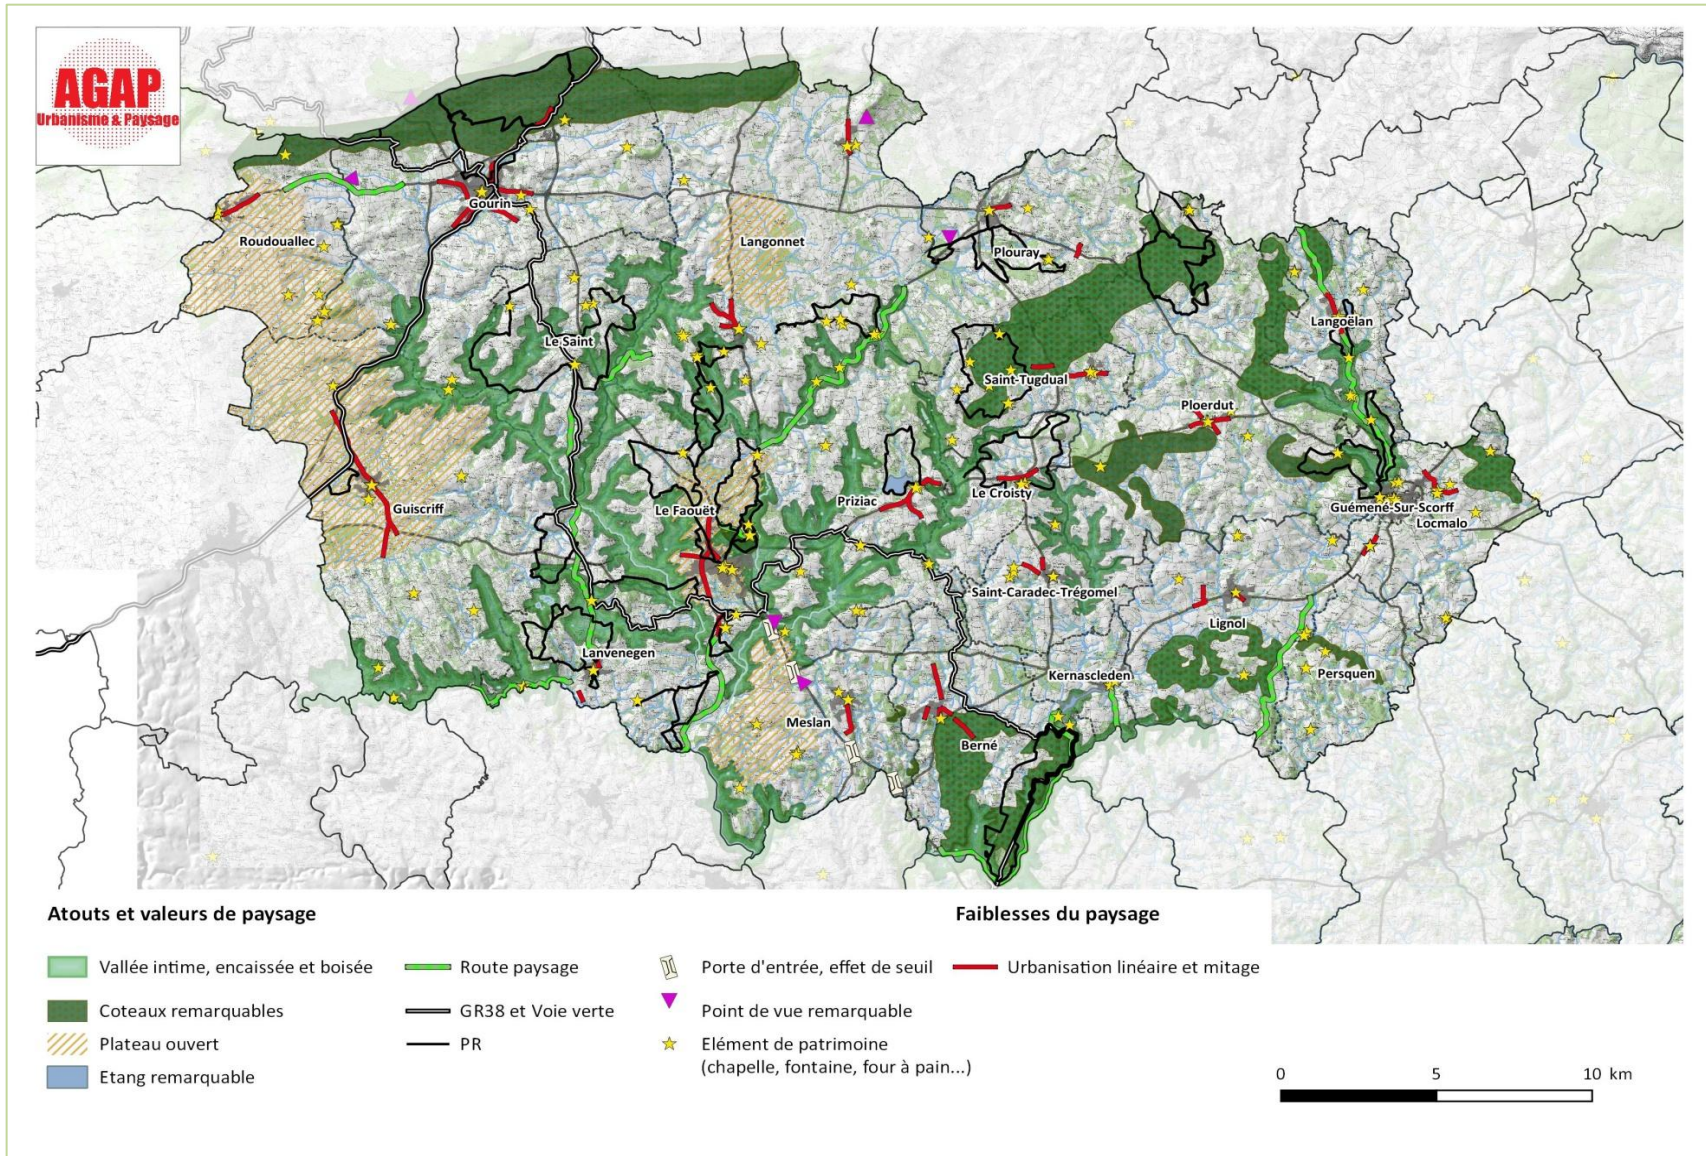 AGAP
Urbanisme & Paysage
Gourin
Roudouallec
Langonnet
Plouray
Langoëlan
Le Saint
Saint-Tugdual
Ploerdut
Guiscriff
Le Faouët
Priziac
Le Croisty
Guémené-Sur-Scorff
Locmalo
Saint-Caradec-Trégomel
Lignol
Lanvenegen
Kernascleden
Persquen
Meslan
Berné
Atouts et valeurs de paysage
Faiblesses du paysage
Vallée intime, encaissée et boisée
Route paysage
Porte d'entrée, effet de seuil
Urbanisation linéaire et mitage
Coteaux remarquables
GR38 et Voie verte
Point de vue remarquable
Plateau ouvert
PR
Elément de patrimoine
(chapelle, fontaine, four à pain...)
Etang remarquable
0 5 10 km